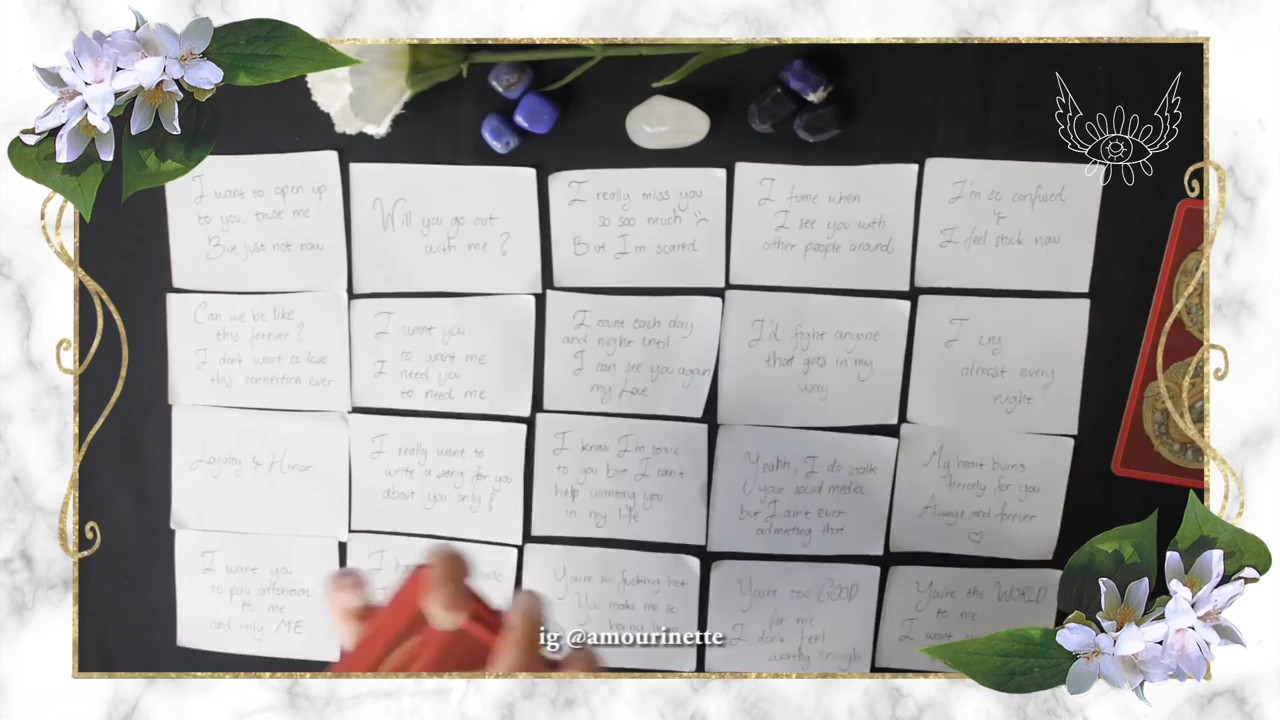 I want to open up
to you, trust me
But just not now
Will you go out
with me?
I really miss you
so soo much :(
But I'm scared
I fume when
I see you with
other people around
I'm so confused
&
I feel stuck now
Can we be like
this forever?
I don't want to lose
this connection ever
I want you
to want me
I need you
to need me
I count each day
and night until
I can see you again
my love
I'd fight anyone
that gets in my
way
I cry
almost every
night
Loyalty & Honor
I really want to
write a song for you
about you only!
I know I'm toxic
to you but I can't
help wanting you
in my life
Yeahh, I do stalk
your social media
but I aint ever
admitting that
My heart burns
fiercely for you
Always and forever
♡
I want you
to pay attention
to me
and only ME
I
I
You're so fucking hot
You make me so
horny
You're too GOOD
for me
I don't feel
worthy enough
You're the WORLD
to me
I want
ig @amourinette